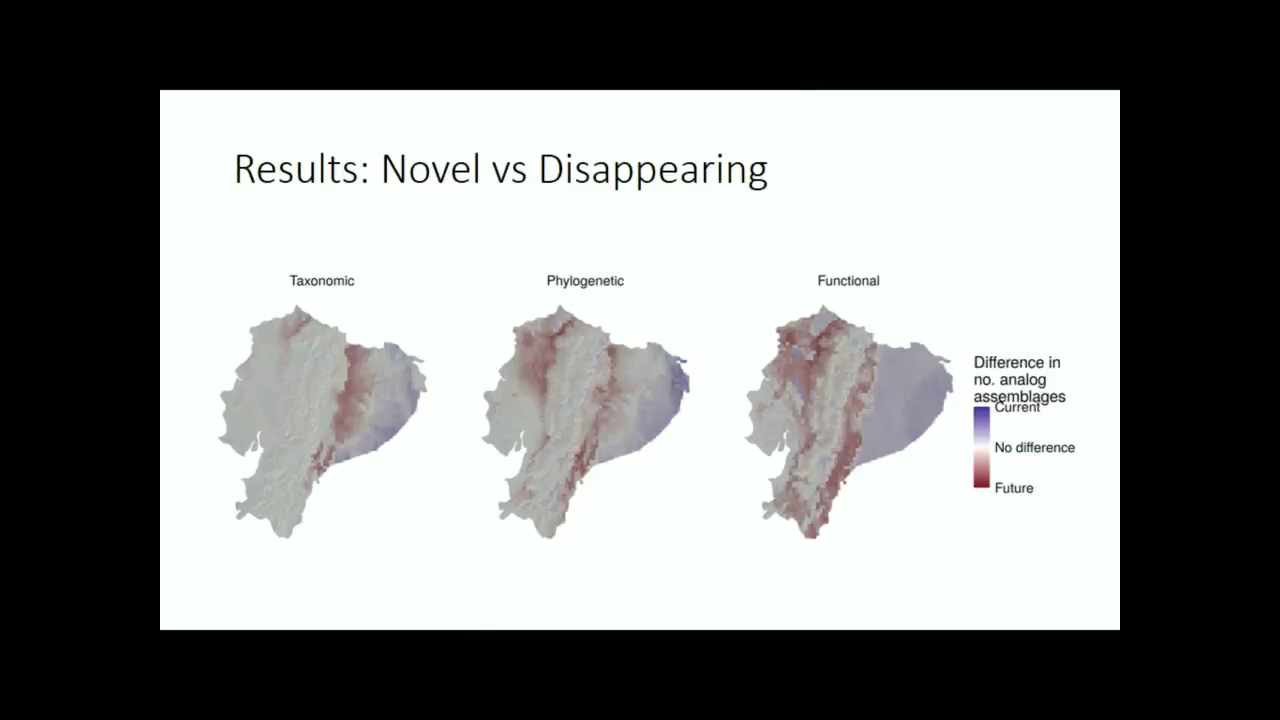 Results: Novel vs Disappearing
Taxonomic
Phylogenetic
Functional
Difference in
no. analog
assemblages
Current
No difference
Future